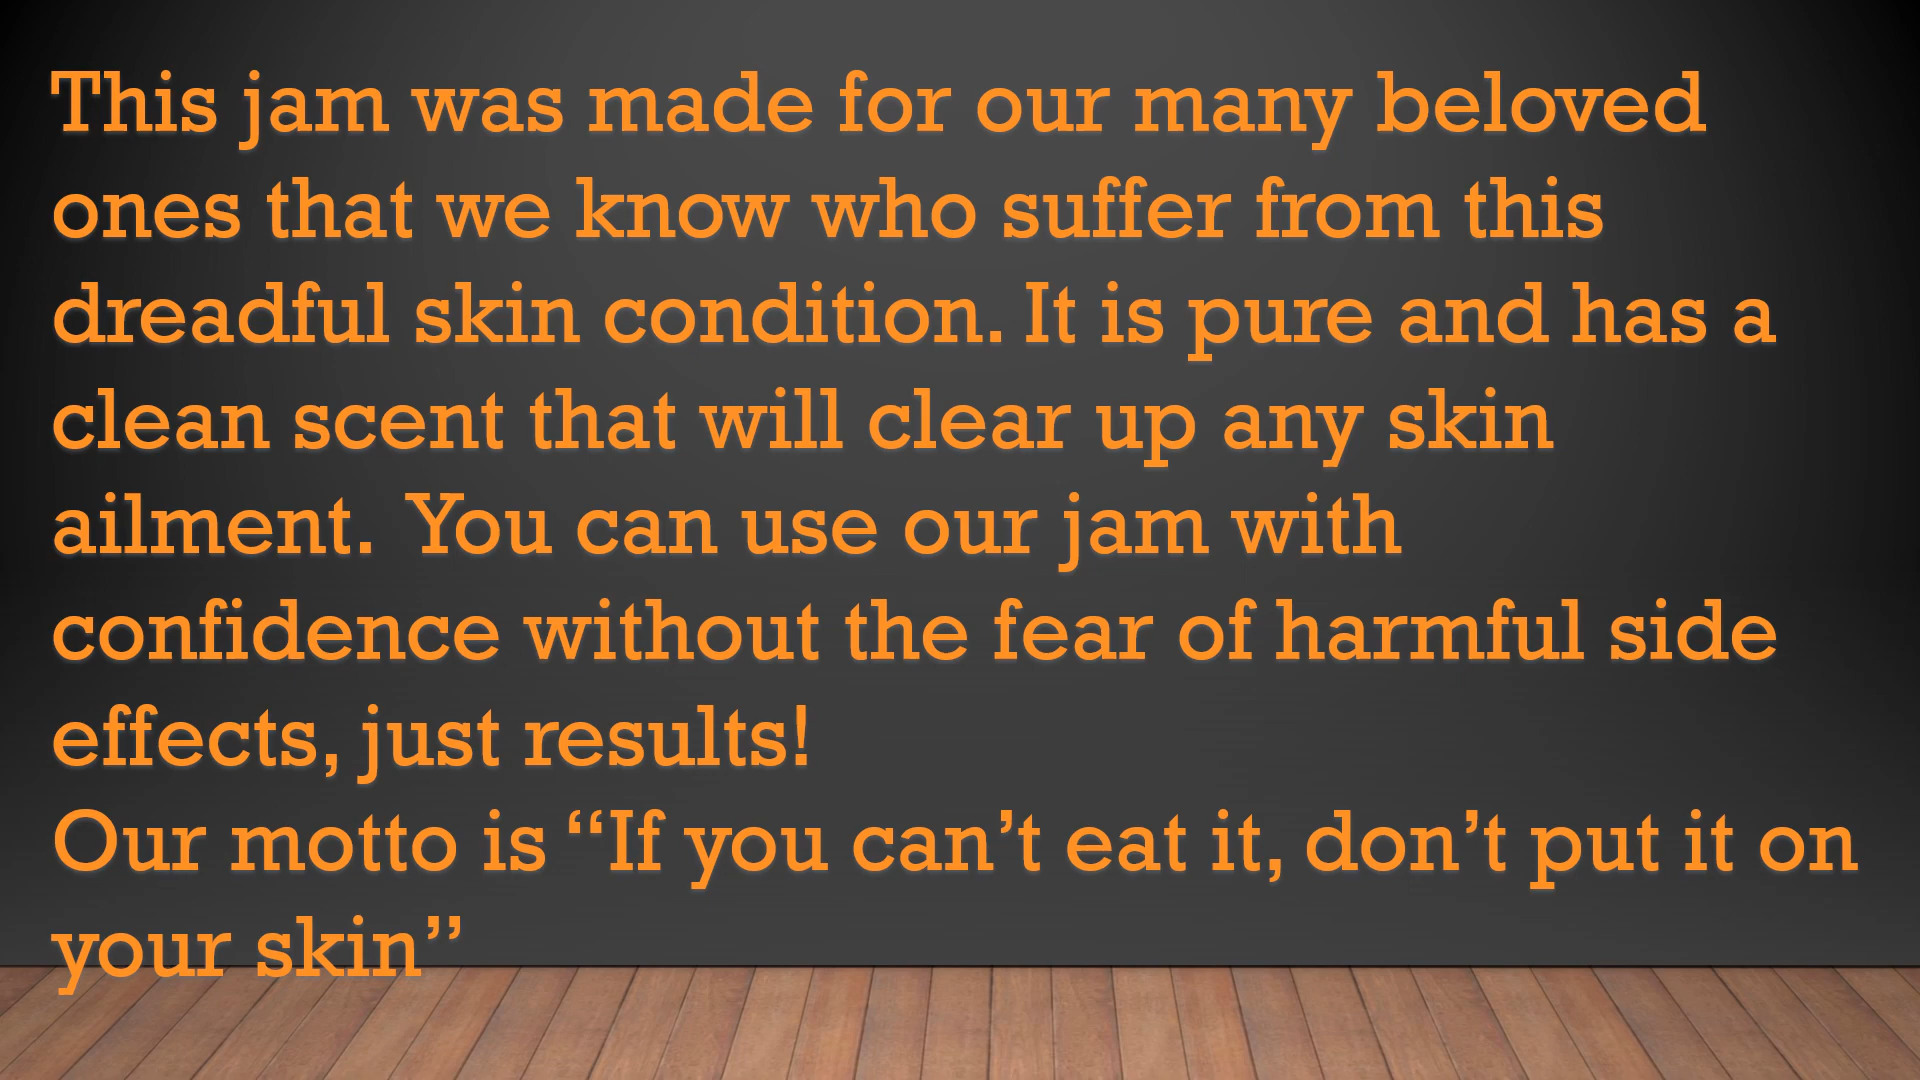 This jam was made for our many beloved
ones that we know who suffer from this
dreadful skin condition. It is pure and has a
clean scent that will clear up any skin
ailment.  You can use our jam with
confidence without the fear of harmful side
effects, just results!
Our motto is “If you can’t eat it, don’t put it on
your skin”